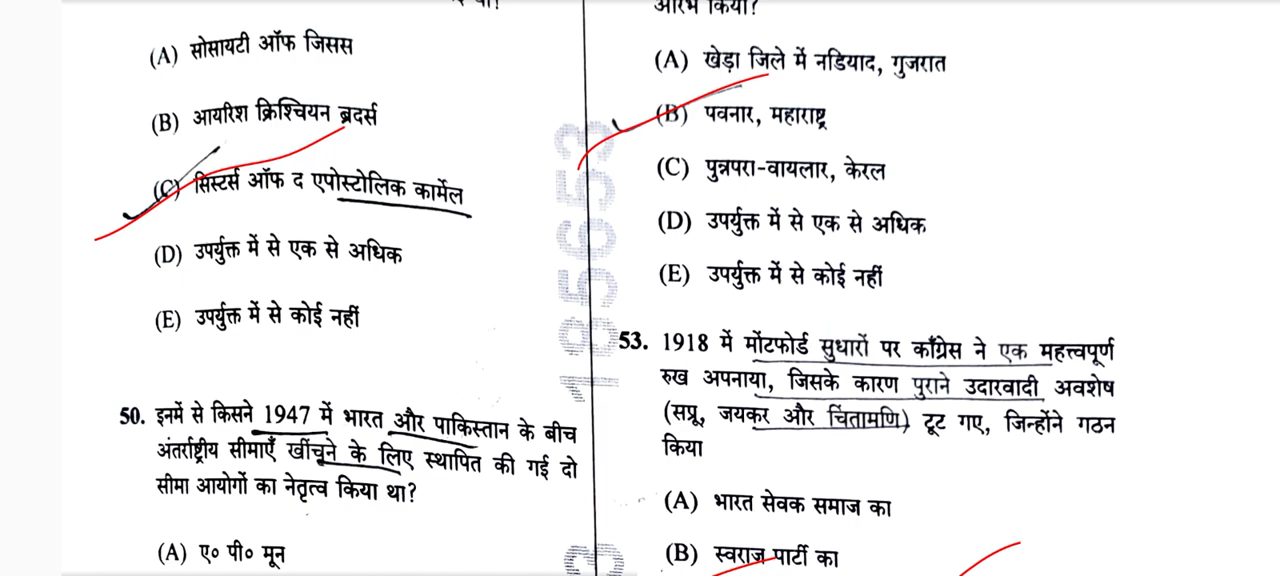 (A) सोसायटी ऑफ जिसस
(B) आयरिश क्रिश्चियन ब्रदर्स
(C) सिस्टर्स ऑफ द एपोस्टोलिक कार्मेल
(D) उपर्युक्त में से एक से अधिक
(E) उपर्युक्त में से कोई नहीं
50. इनमें से किसने 1947 में भारत और पाकिस्तान के बीच
अंतर्राष्ट्रीय सीमाएँ खींचने के लिए स्थापित की गई दो
सीमा आयोगों का नेतृत्व किया था?
(A) ए० पी० मून
आरंभ किया?
(A) खेड़ा जिले में नडियाद, गुजरात
(B) पवनार, महाराष्ट्र
(C) पुन्नपरा-वायलार, केरल
(D) उपर्युक्त में से एक से अधिक
(E) उपर्युक्त में से कोई नहीं
53. 1918 में मोंटफोर्ड सुधारों पर काँग्रेस ने एक महत्त्वपूर्ण
रुख अपनाया, जिसके कारण पुराने उदारवादी अवशेष
(सप्रू, जयकर और चिंतामणि) टूट गए, जिन्होंने गठन
किया
(A) भारत सेवक समाज का
(B) स्वराज पार्टी का